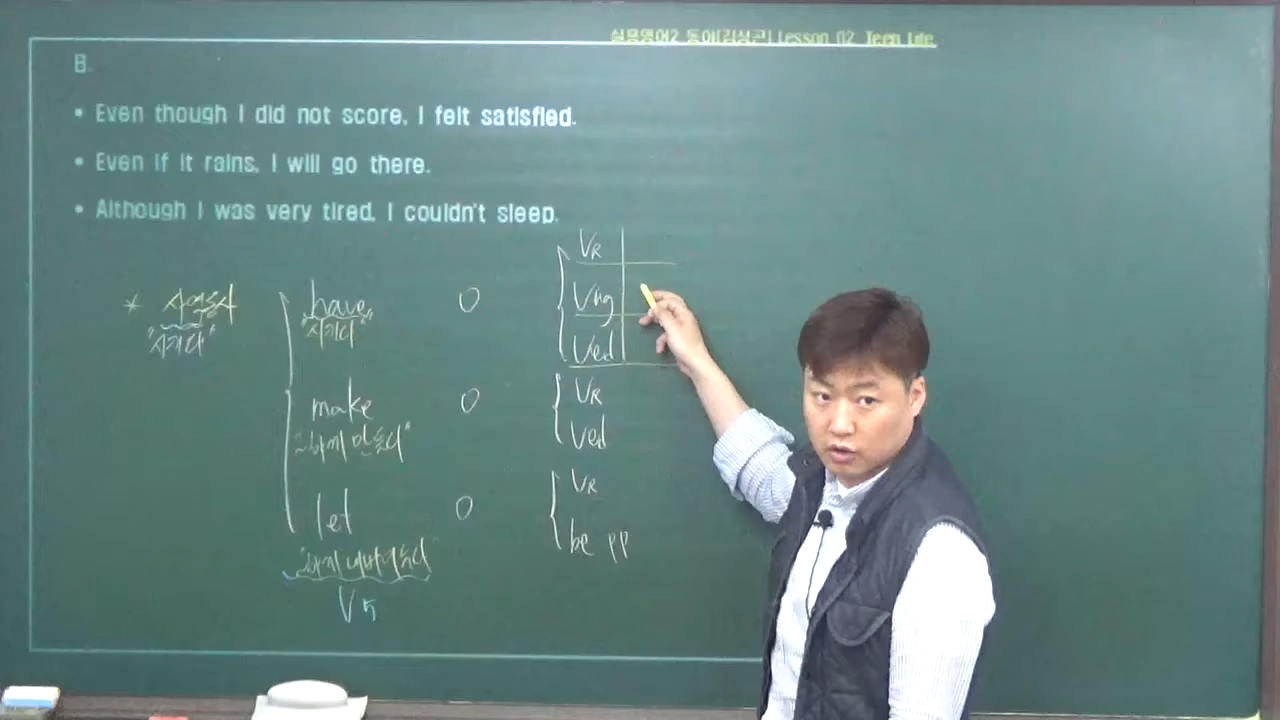 실용영어2 동아(김성곤) Lesson 02 Teen Life
B.
• Even though I did not score, I felt satisfied.
• Even if it rains, I will go there.
• Although I was very tired, I couldn't sleep.
* 사역동사
"시키다"
have O VR
"시키다" Ving
Ved
make O VR
"~하게 만들다" Ved
let O VR
"~하게 내버려두다" be pp
V5